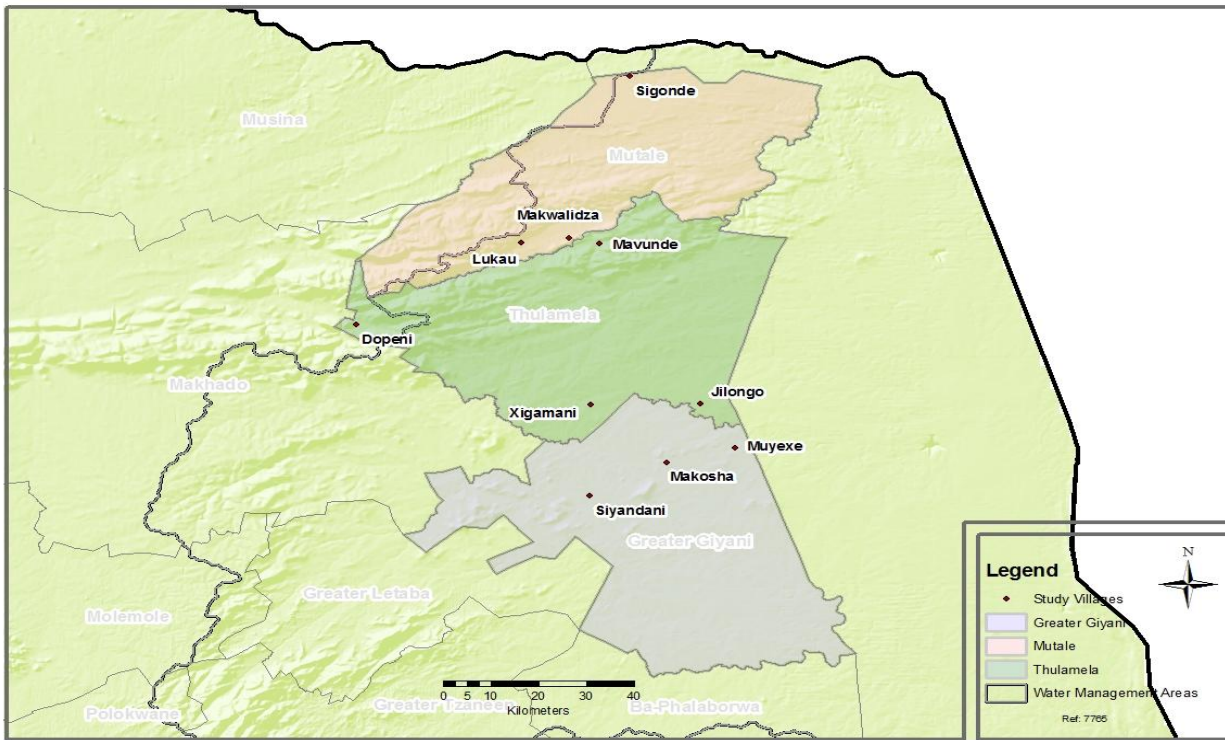 Sigonde
Musina
Mutale
Makwalidza
Mavunde
Lukau
Thulamela
Dopeni
Makhado
Jilongo
Xigamani
Muyexe
Makosha
Siyandani
Greater Giyani
Greater Letaba
Molemole
Polokwane
Greater Tzaneen
Ba-Phalaborwa
0 5 10 20 30 40
Kilometers
N
Legend
Study Villages
Greater Giyani
Mutale
Thulamela
Water Management Areas
Ref: 7765